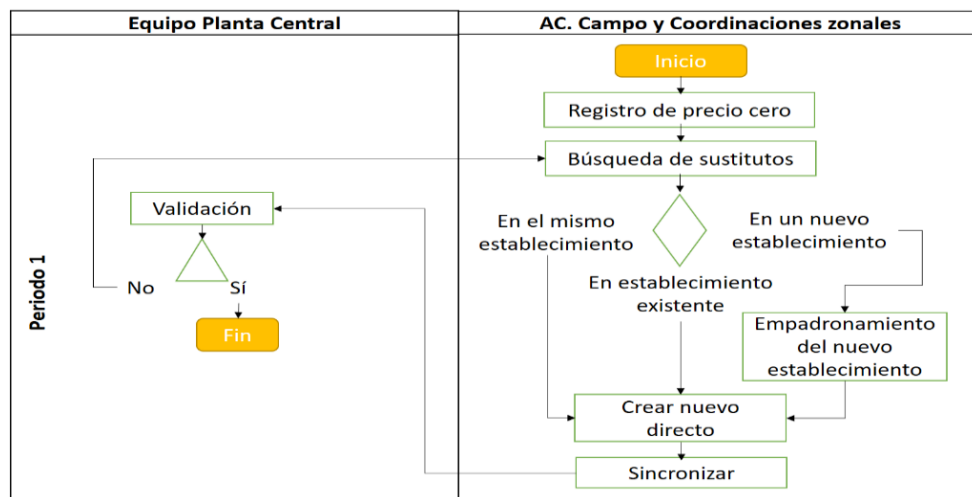 Equipo Planta Central
AC. Campo y Coordinaciones zonales
Periodo 1
Inicio
Registro de precio cero
Búsqueda de sustitutos
En el mismo
establecimiento
En establecimiento
existente
En un nuevo
establecimiento
Empadronamiento
del nuevo
establecimiento
Crear nuevo
directo
Sincronizar
Validación
No
Sí
Fin